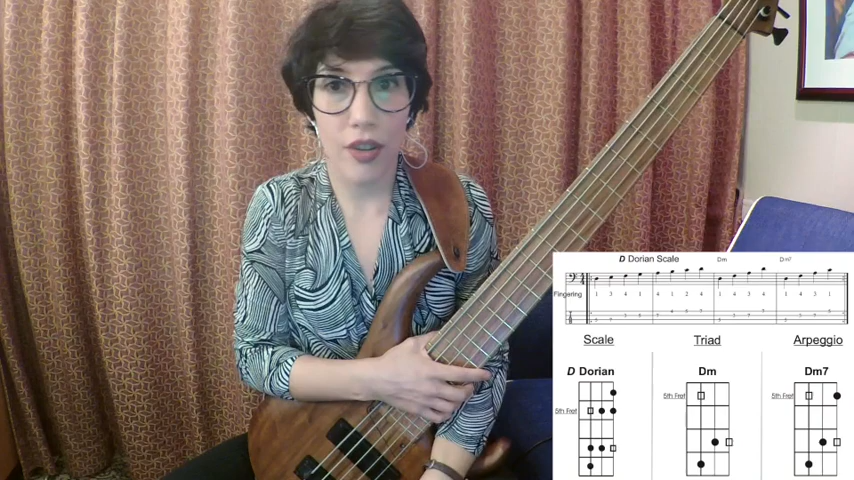 D Dorian Scale Dm Dm7
Fingering 1 3 4 1 1 2 4 1 4 3 4 1 4 3 1
Scale Triad Arpeggio
D Dorian Dm Dm7
5th Fret 5th Fret 5th Fret